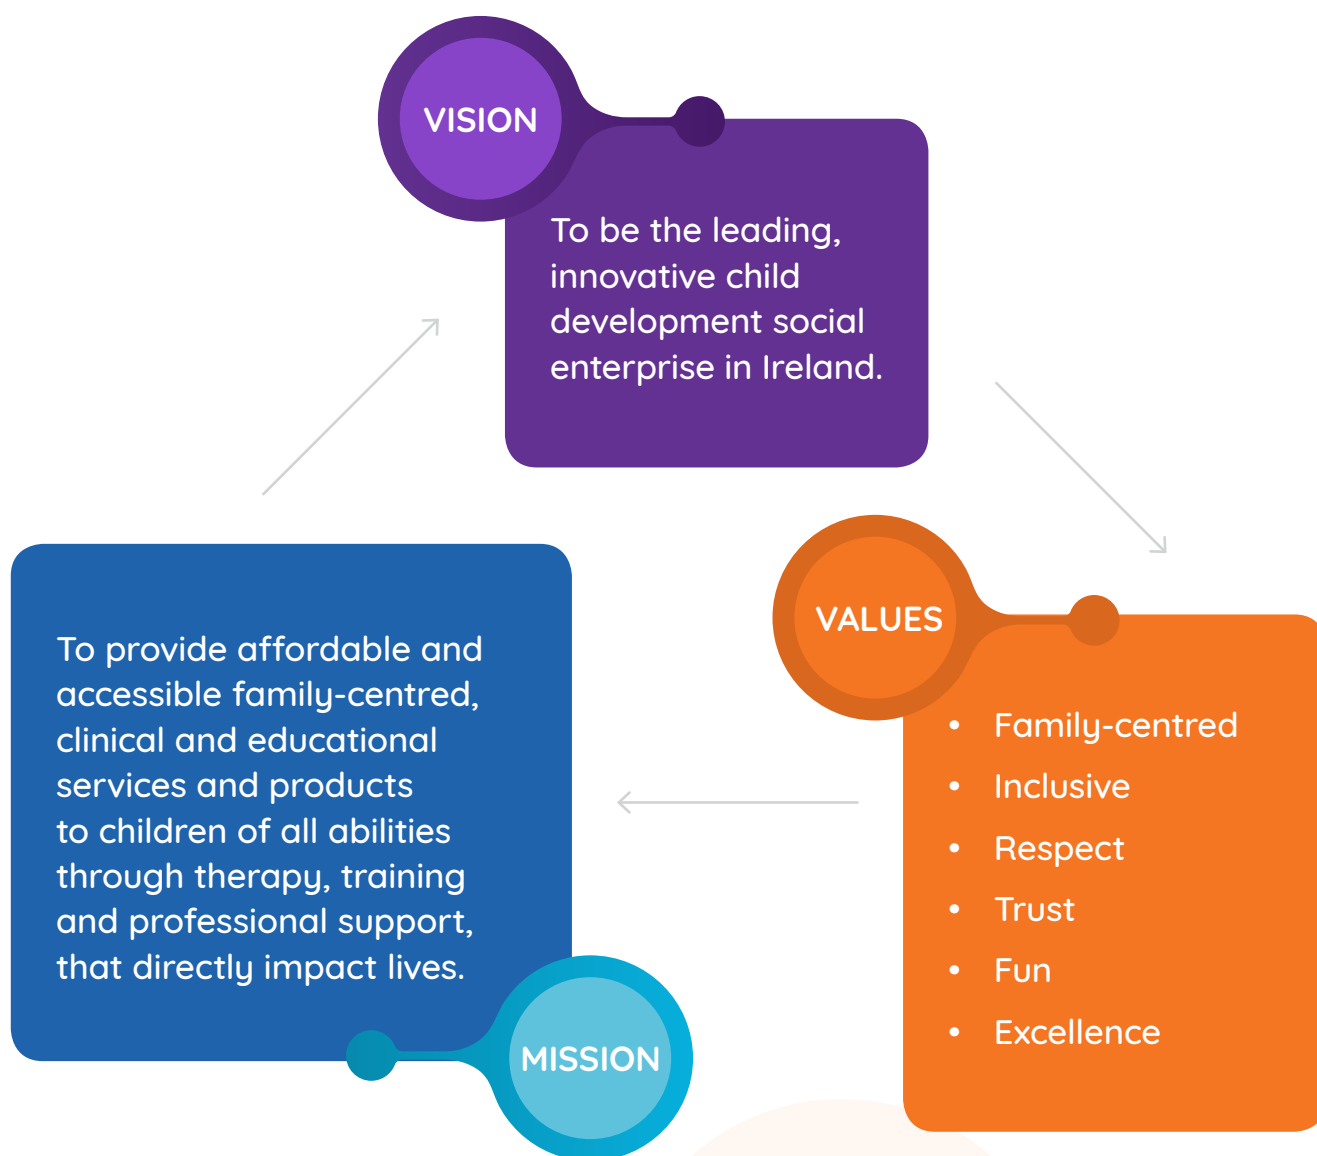 VISION
To be the leading,
innovative child
development social
enterprise in Ireland.
VALUES
• Family-centred
• Inclusive
• Respect
• Trust
• Fun
• Excellence
To provide affordable and
accessible family-centred,
clinical and educational
services and products
to children of all abilities
through therapy, training
and professional support,
that directly impact lives.
MISSION